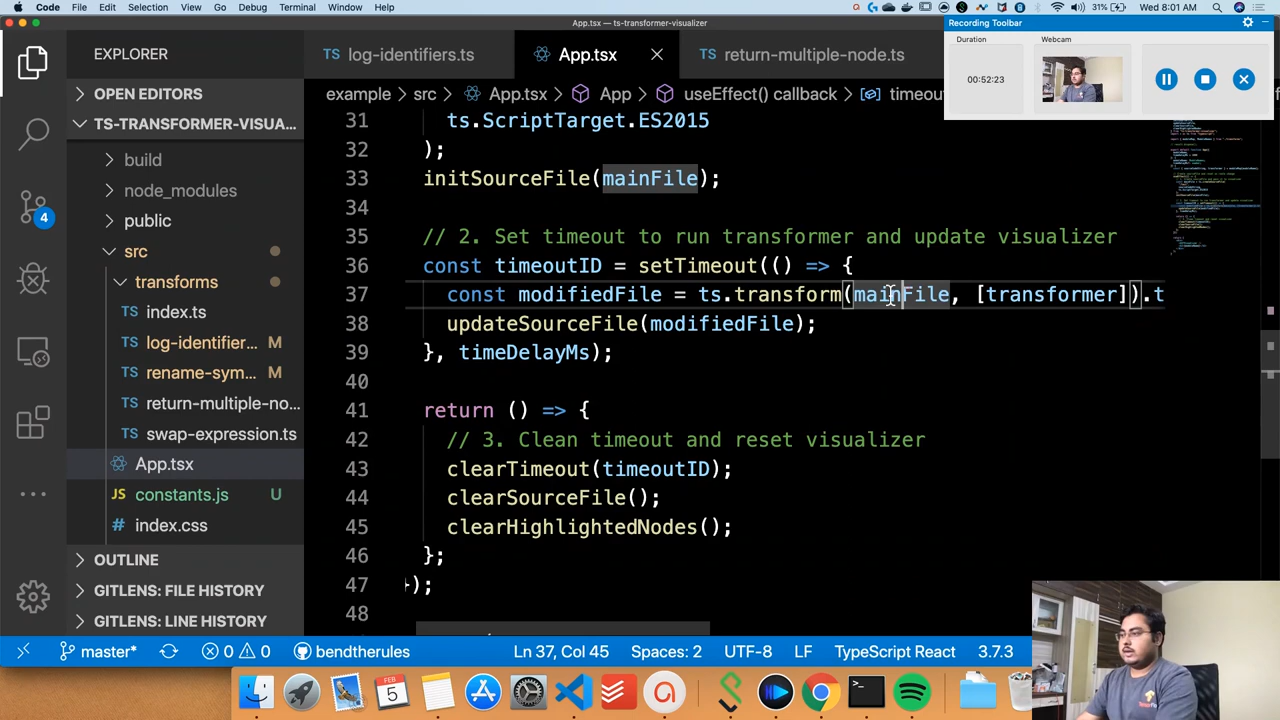 Code File Edit Selection View Go Run Debug Terminal Window Help 31% Wed 8:01 AM
App.tsx — ts-transformer-visualizer
Recording Toolbar
Duration Webcam
00:52:23
EXPLORER
OPEN EDITORS
TS-TRANSFORMER-VISUA...
build
node_modules
public
src
transforms
TS index.ts
TS log-identifier...
TS rename-sym...
TS return-multiple-no...
TS swap-expression.ts
App.tsx
JS constants.js U
# index.css
OUTLINE
GITLENS: FILE HISTORY
GITLENS: LINE HISTORY
4
TS log-identifiers.ts App.tsx TS return-multiple-node.ts
example > src > App.tsx > App > useEffect() callback > timeou
31 ts.ScriptTarget.ES2015
32 );
33 initSourceFile(mainFile);
34
35 // 2. Set timeout to run transformer and update visualizer
36 const timeoutID = setTimeout(() => {
37 const modifiedFile = ts.transform(mainFile, [transformer]).t
38 updateSourceFile(modifiedFile);
39 }, timeDelayMs);
40
41 return () => {
42 // 3. Clean timeout and reset visualizer
43 clearTimeout(timeoutID);
44 clearSourceFile();
45 clearHighlightedNodes();
46 };
47 });
48
master* 0 0 bendtherules Ln 37, Col 45 Spaces: 2 UTF-8 LF TypeScript React 3.7.3
FEB
5